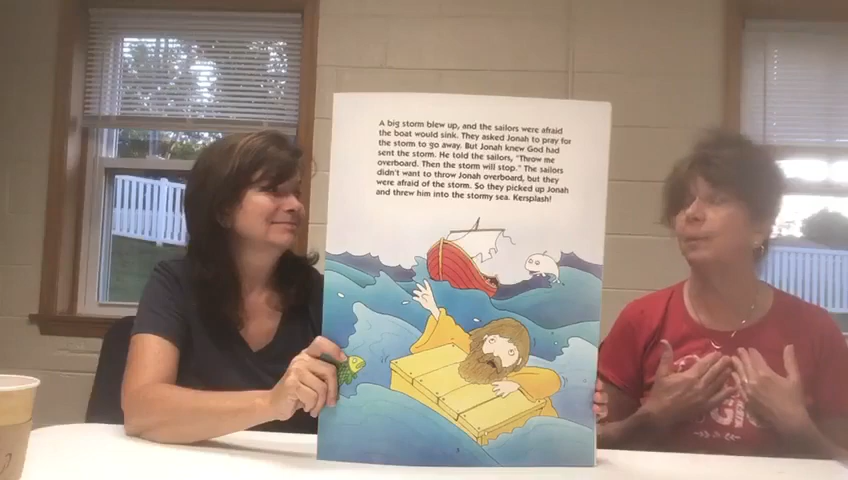 A big storm blew up, and the sailors were afraid
the boat would sink. They asked Jonah to pray for
the storm to go away. But Jonah knew God had
sent the storm. He told the sailors, "Throw me
overboard. Then the storm will stop." The sailors
didn't want to throw Jonah overboard, but they
were afraid of the storm. So they picked up Jonah
and threw him into the stormy sea. Kersplash!